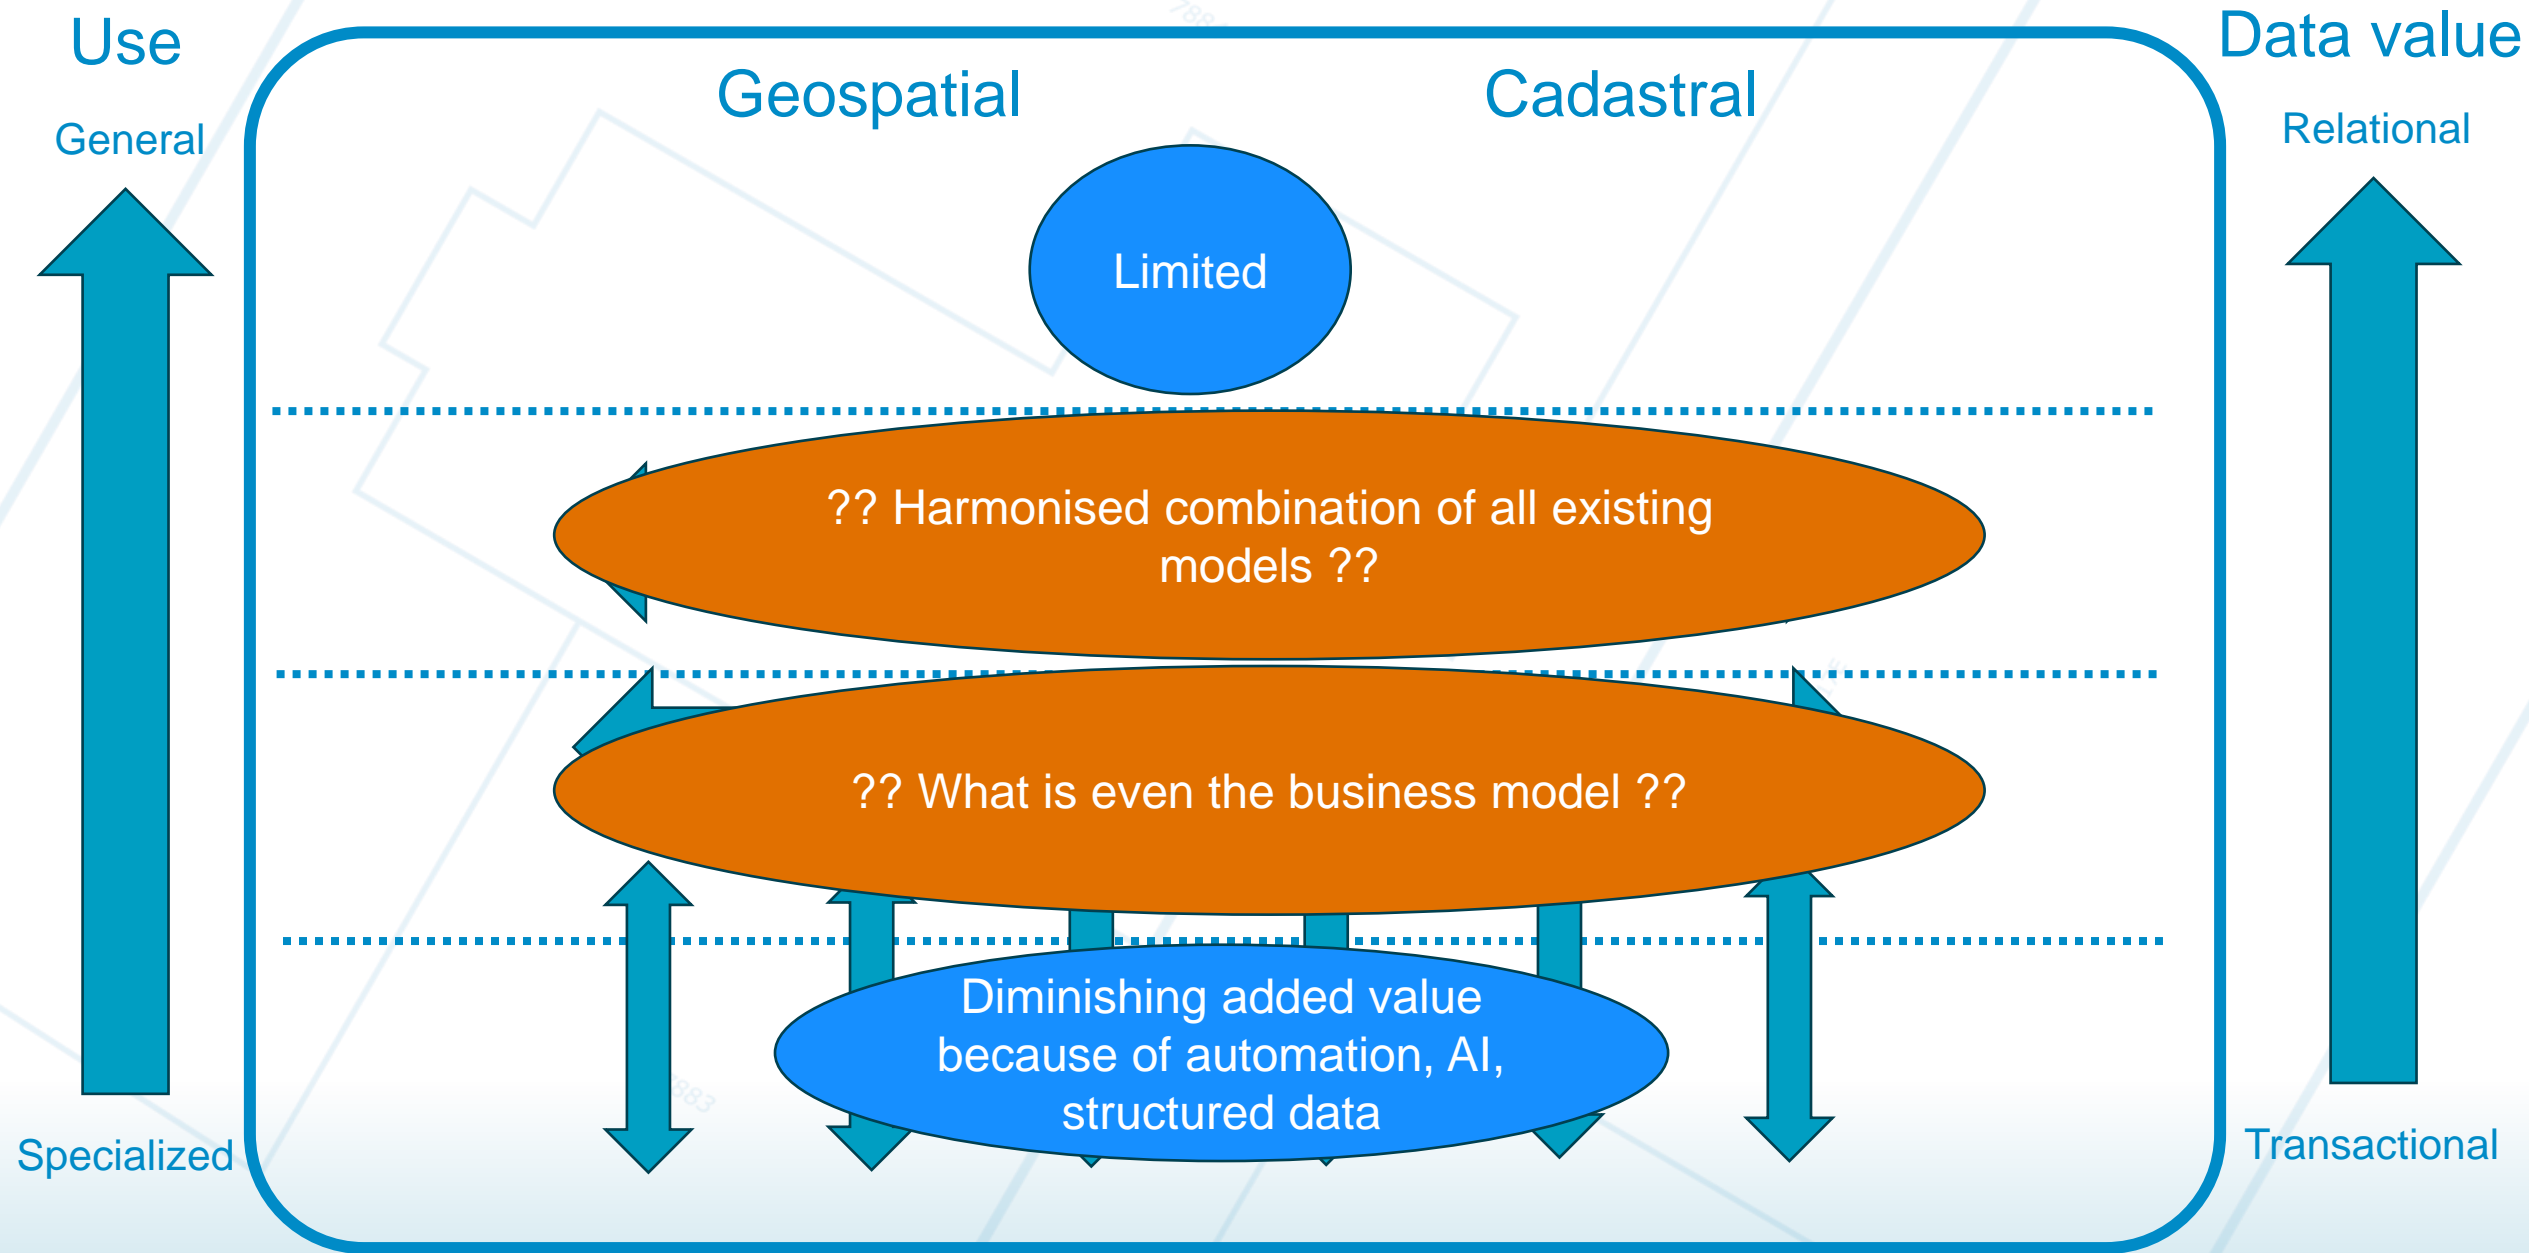 Use
Data value
Geospatial
Cadastral
General
Relational
Limited
?? Harmonised combination of all existing
models ??
?? What is even the business model ??
Diminishing added value
because of automation, AI,
structured data
Specialized
Transactional